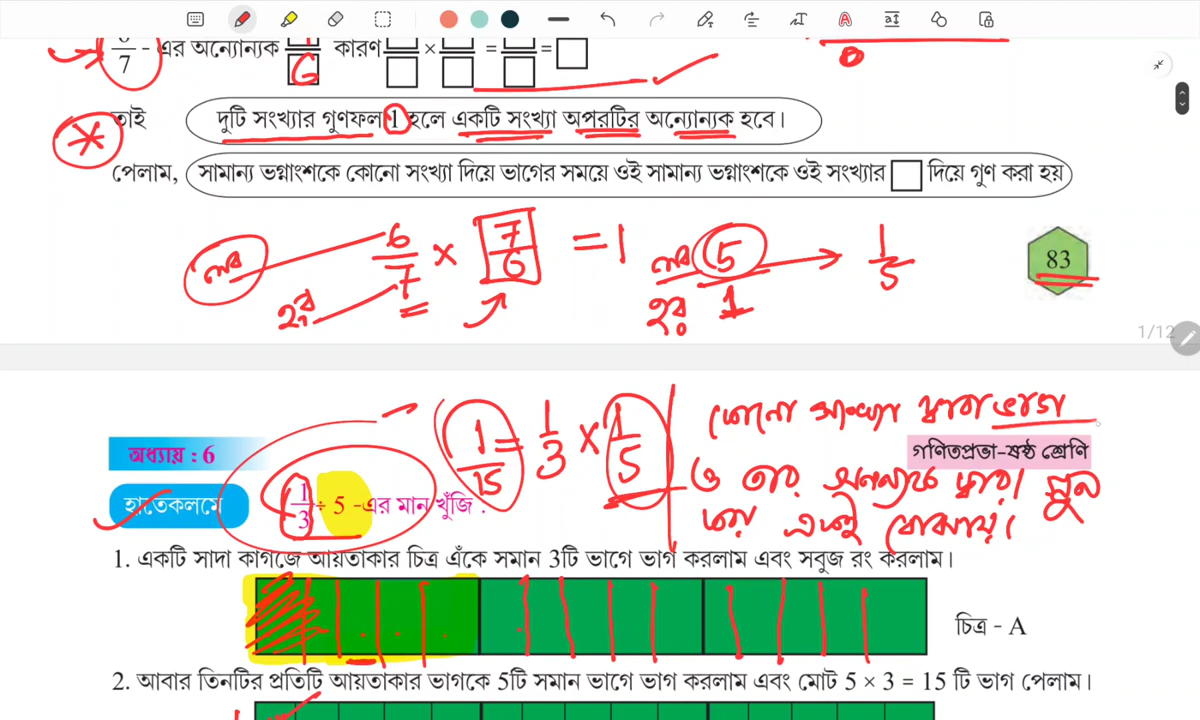 7 - এর অন্যোন্যক 6 কারণ × = =
তাই দুটি সংখ্যার গুণফল 1 হলে একটি সংখ্যা অপরটির অন্যোন্যক হবে।
পেলাম, সামান্য ভগ্নাংশকে কোনো সংখ্যা দিয়ে ভাগের সময়ে ওই সামান্য ভগ্নাংশকে ওই সংখ্যার □ দিয়ে গুণ করা হয়
লব 6/7 × 7/6 = 1 লব 5 → 1/5
হর হর 1
83
1/12
1/15 = 1/3 × 1/5
কোনো সংখ্যা দ্বারা ভাগ
অধ্যায় : 6
গণিতপ্রভা-ষষ্ঠ শ্রেণি
ও তার দ্বারা গুন
হাতেকলমে 1/3 ÷ 5 -এর মান খুঁজি :
একই বোঝায়।
1. একটি সাদা কাগজে আয়তাকার চিত্র এঁকে সমান 3টি ভাগে ভাগ করলাম এবং সবুজ রং করলাম।
চিত্র - A
2. আবার তিনটির প্রতিটি আয়তাকার ভাগকে 5টি সমান ভাগে ভাগ করলাম এবং মোট 5 × 3 = 15 টি ভাগ পেলাম।